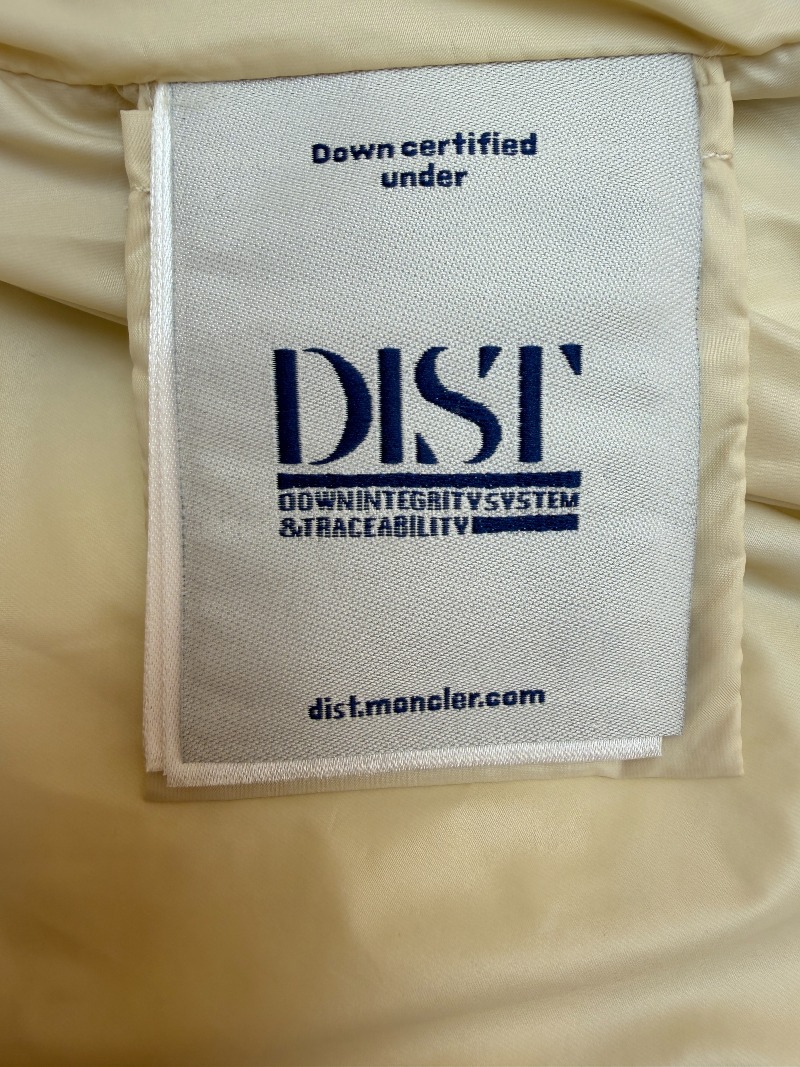 Down certified
under
DIST
DOWNINTEGRITYSYSTEM
&TRACEABILITY
dist.moncler.com